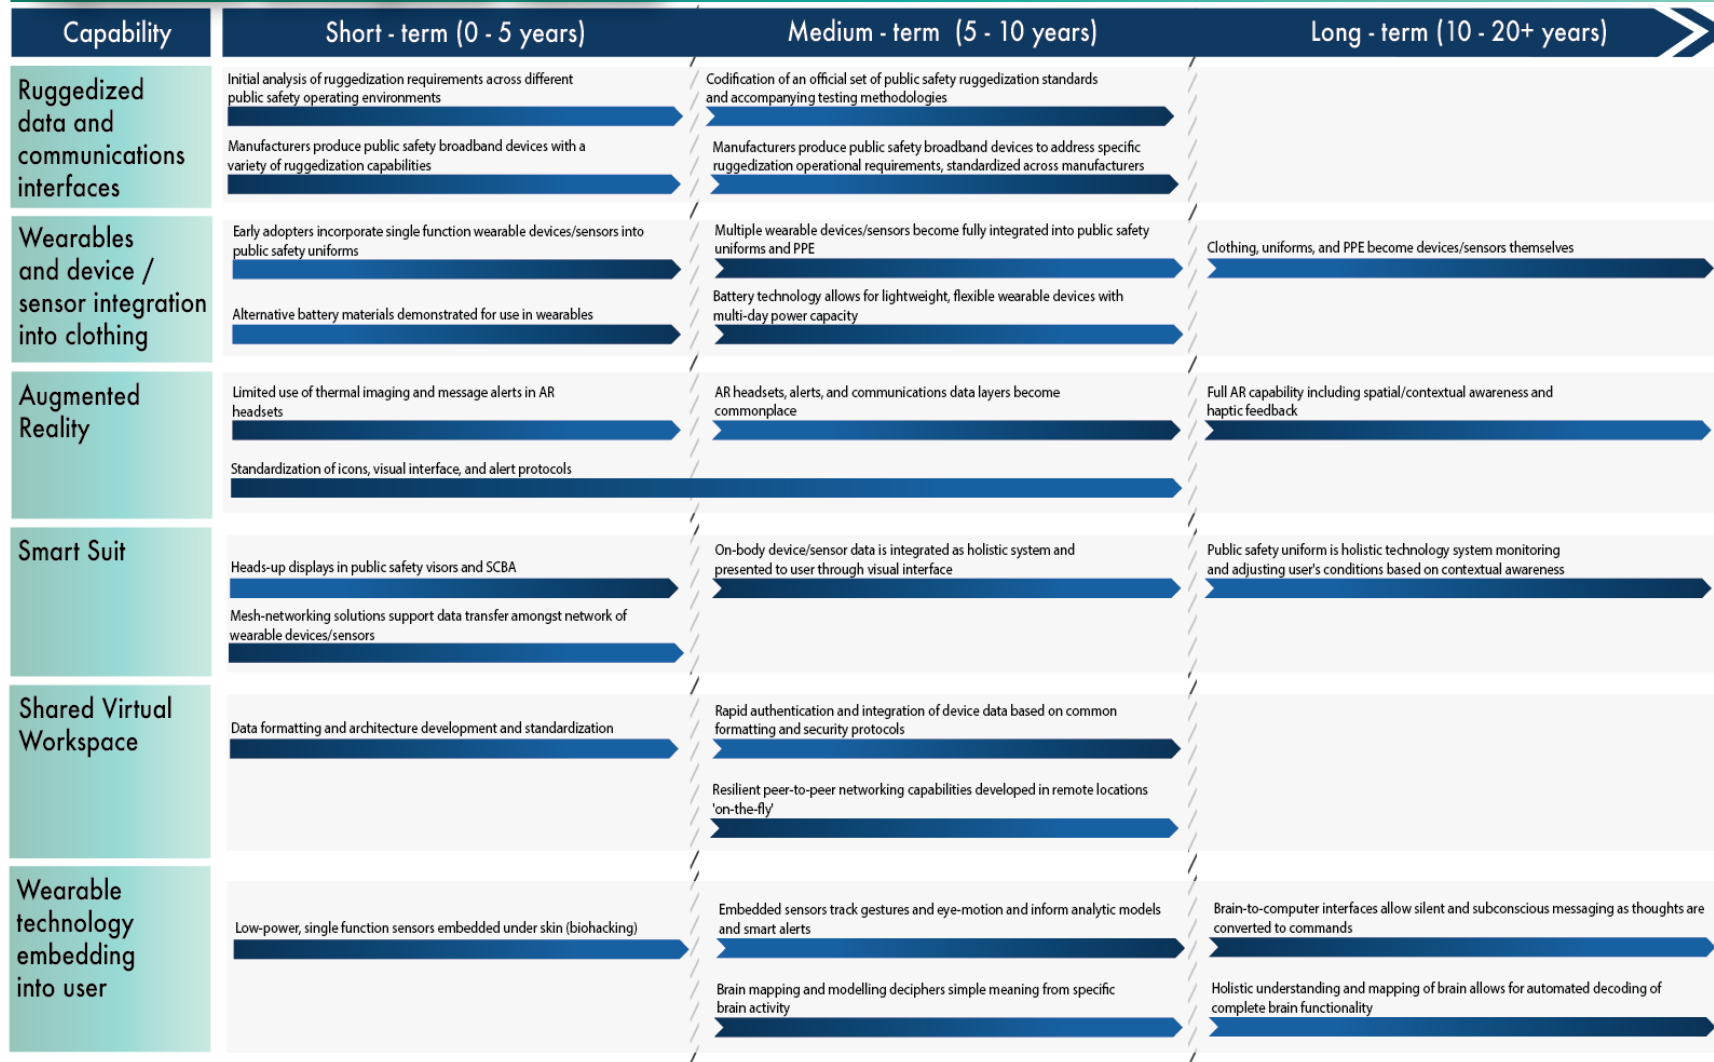 Capability
Short - term (0 - 5 years)
Medium - term (5 - 10 years)
Long - term (10 - 20+ years)
Ruggedized
data and
communications
interfaces
Initial analysis of ruggedization requirements across different
public safety operating environments
Codification of an official set of public safety ruggedization standards
and accompanying testing methodologies
Manufacturers produce public safety broadband devices with a
variety of ruggedization capabilities
Manufacturers produce public safety broadband devices to address specific
ruggedization operational requirements, standardized across manufacturers
Wearables
and device /
sensor integration
into clothing
Early adopters incorporate single function wearable devices/sensors into
public safety uniforms
Multiple wearable devices/sensors become fully integrated into public safety
uniforms and PPE
Clothing, uniforms, and PPE become devices/sensors themselves
Alternative battery materials demonstrated for use in wearables
Battery technology allows for lightweight, flexible wearable devices with
multi-day power capacity
Augmented
Reality
Limited use of thermal imaging and message alerts in AR
headsets
AR headsets, alerts, and communications data layers become
commonplace
Full AR capability including spatial/contextual awareness and
haptic feedback
Standardization of icons, visual interface, and alert protocols
Smart Suit
Heads-up displays in public safety visors and SCBA
On-body device/sensor data is integrated as holistic system and
presented to user through visual interface
Public safety uniform is holistic technology system monitoring
and adjusting user's conditions based on contextual awareness
Mesh-networking solutions support data transfer amongst network of
wearable devices/sensors
Shared Virtual
Workspace
Data formatting and architecture development and standardization
Rapid authentication and integration of device data based on common
formatting and security protocols
Resilient peer-to-peer networking capabilities developed in remote locations
'on-the-fly'
Wearable
technology
embedding
into user
Low-power, single function sensors embedded under skin (biohacking)
Embedded sensors track gestures and eye-motion and inform analytic models
and smart alerts
Brain-to-computer interfaces allow silent and subconscious messaging as thoughts are
converted to commands
Brain mapping and modelling deciphers simple meaning from specific
brain activity
Holistic understanding and mapping of brain allows for automated decoding of
complete brain functionality